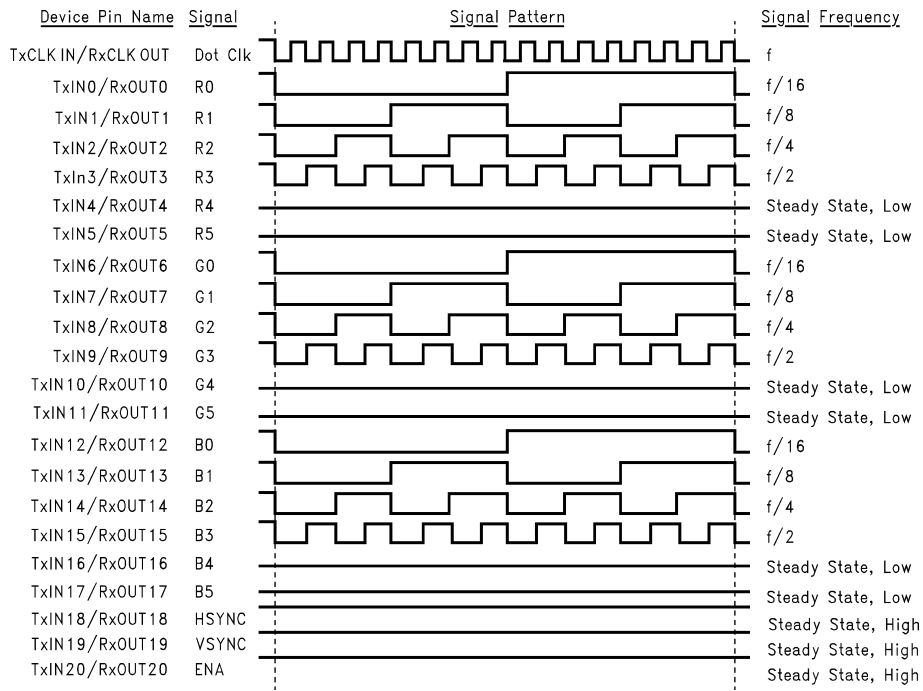 Device Pin Name Signal Signal Pattern Signal Frequency
TxCLK IN/RxCLK OUT Dot Clk f
TxIN0/RxOUT0 R0 f/16
TxIN1/RxOUT1 R1 f/8
TxIN2/RxOUT2 R2 f/4
TxIn3/RxOUT3 R3 f/2
TxIN4/RxOUT4 R4 Steady State, Low
TxIN5/RxOUT5 R5 Steady State, Low
TxIN6/RxOUT6 G0 f/16
TxIN7/RxOUT7 G1 f/8
TxIN8/RxOUT8 G2 f/4
TxIN9/RxOUT9 G3 f/2
TxIN10/RxOUT10 G4 Steady State, Low
TxIN11/RxOUT11 G5 Steady State, Low
TxIN12/RxOUT12 B0 f/16
TxIN13/RxOUT13 B1 f/8
TxIN14/RxOUT14 B2 f/4
TxIN15/RxOUT15 B3 f/2
TxIN16/RxOUT16 B4 Steady State, Low
TxIN17/RxOUT17 B5 Steady State, Low
TxIN18/RxOUT18 HSYNC Steady State, High
TxIN19/RxOUT19 VSYNC Steady State, High
TxIN20/RxOUT20 ENA Steady State, High